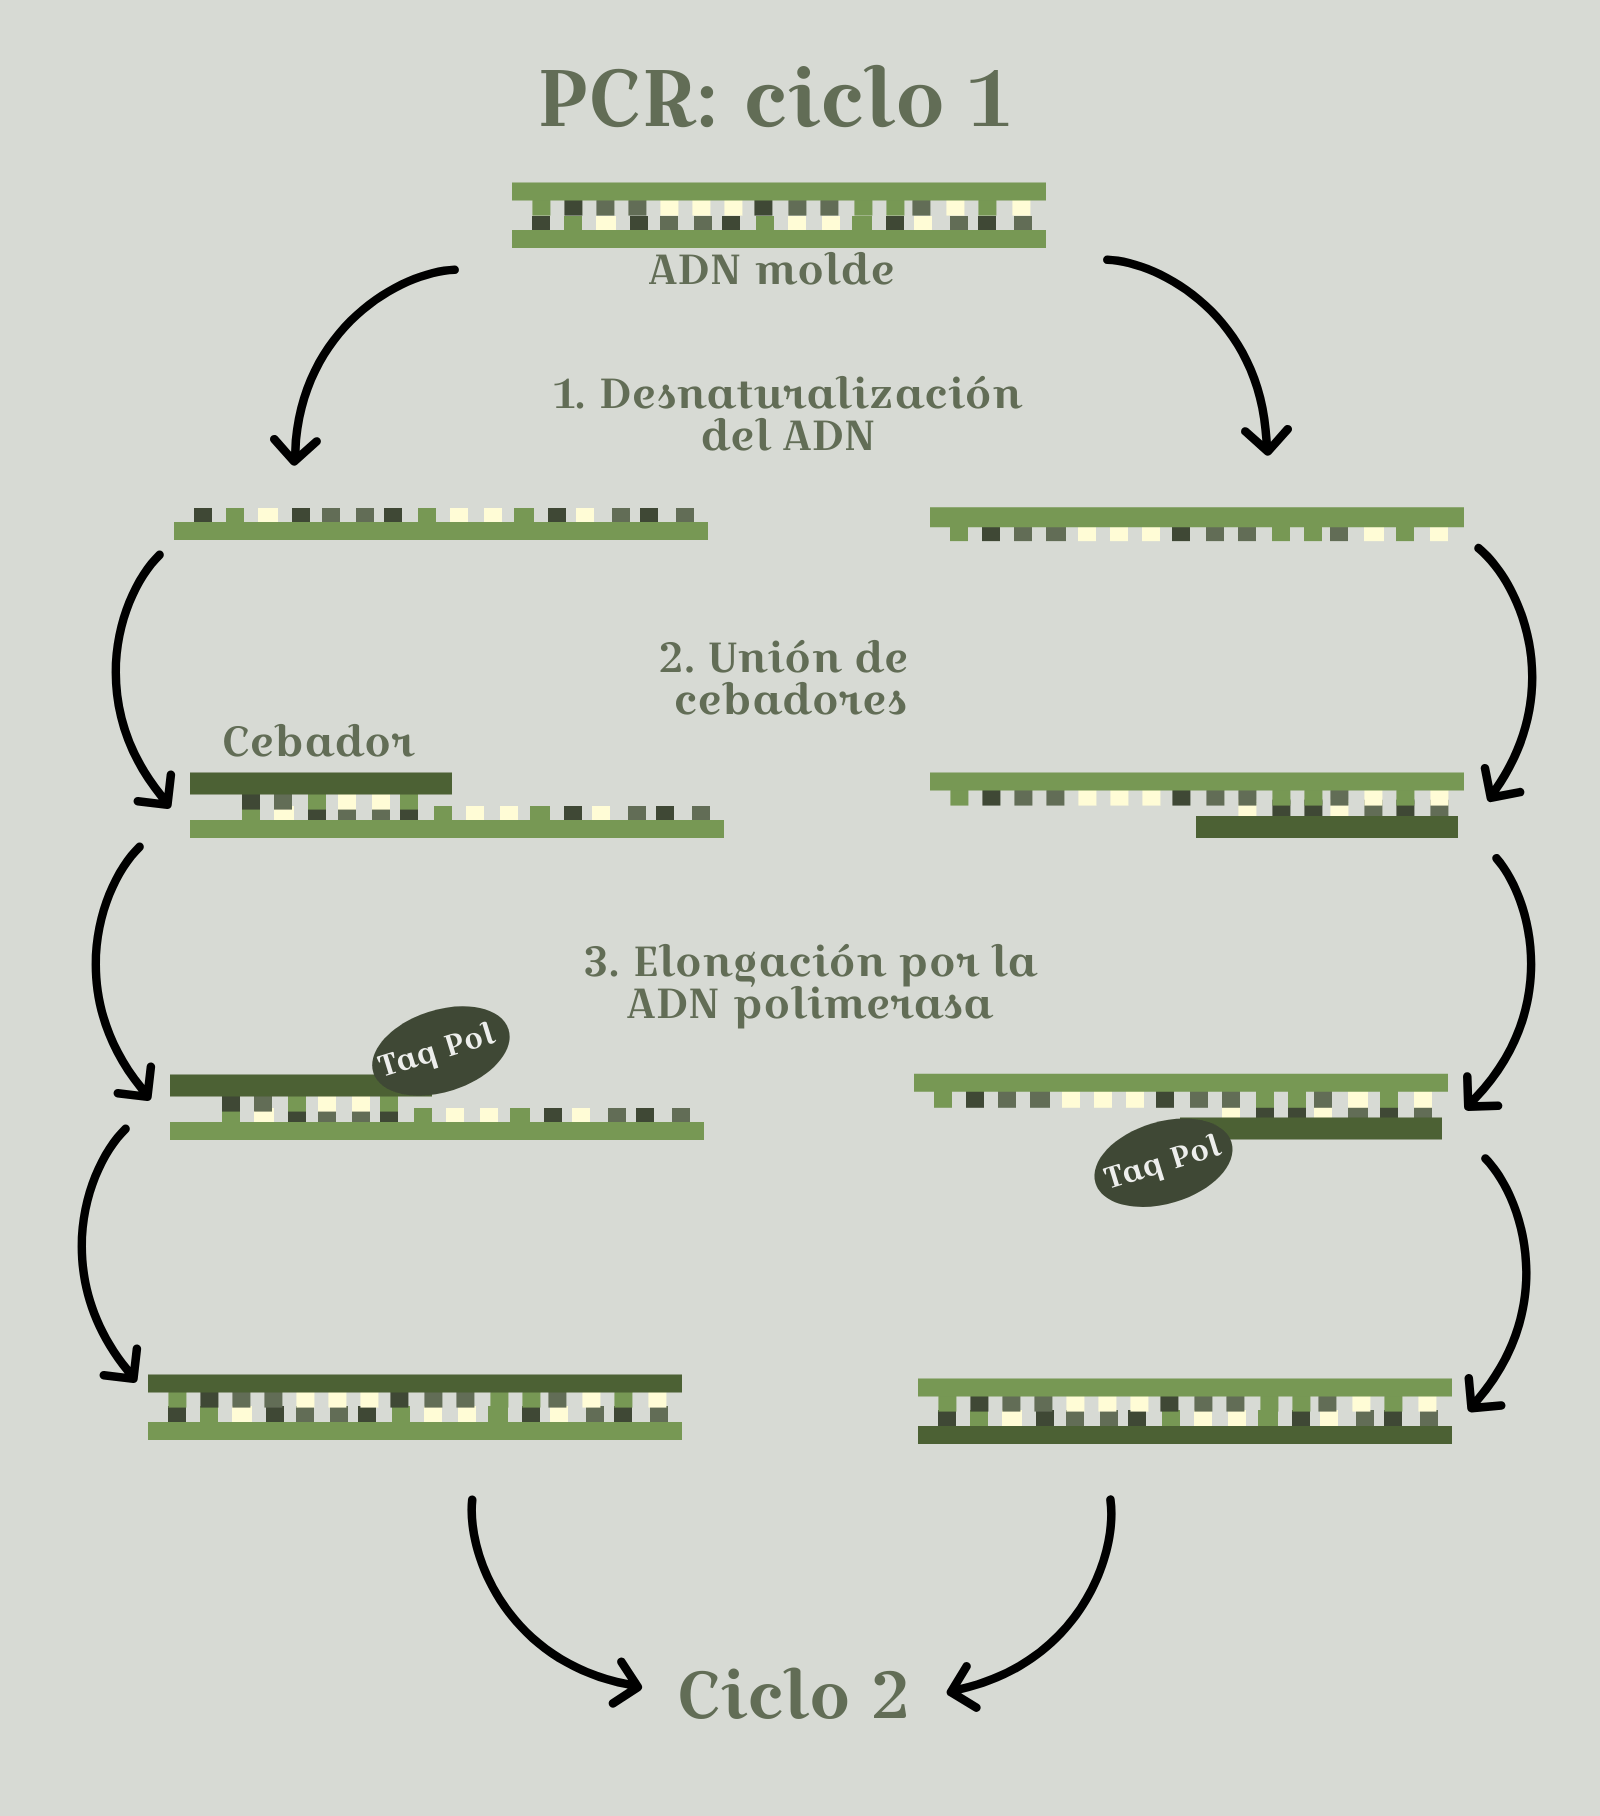 PCR: ciclo 1
ADN molde
1. Desnaturalización
del ADN
2. Unión de
cebadores
Cebador
3. Elongación por la
ADN polimerasa
Taq Pol
Taq Pol
Ciclo 2